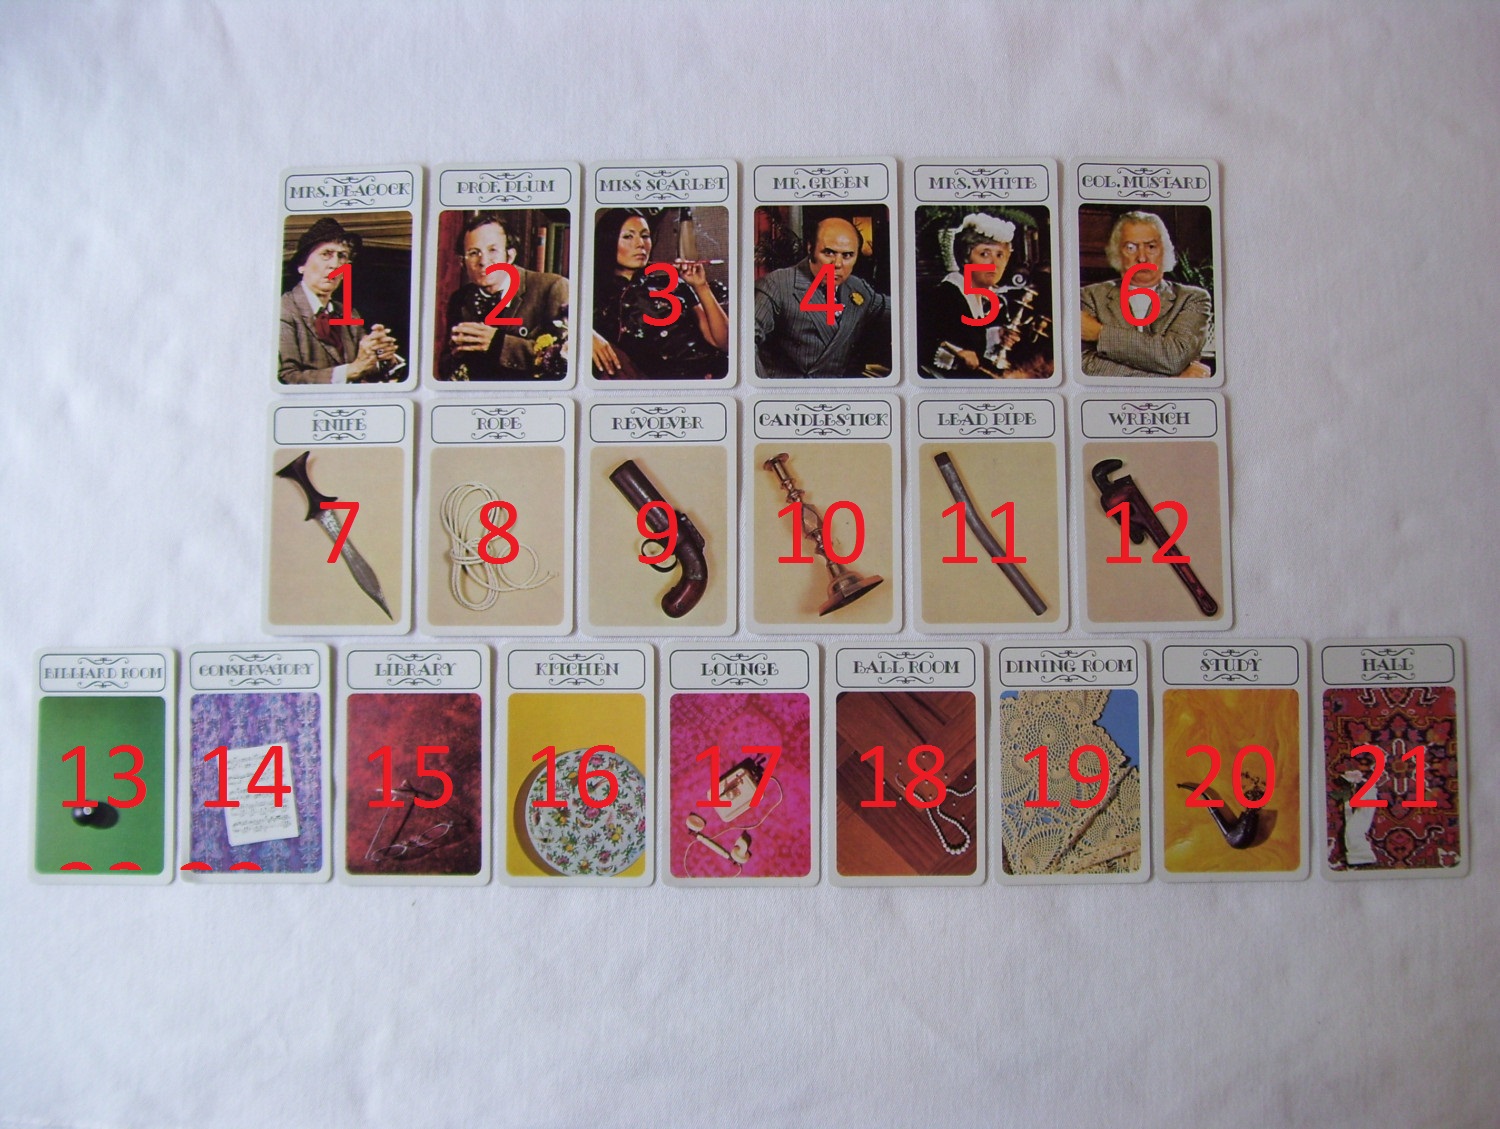 MRS. PEACOCK
PROF. PLUM
MISS SCARLET
MR. GREEN
MRS. WHITE
COL. MUSTARD
1
2
3
4
5
6
KNIFE
ROPE
REVOLVER
CANDLESTICK
LEAD PIPE
WRENCH
7
8
9
10
11
12
BILLIARD ROOM
CONSERVATORY
LIBRARY
KITCHEN
LOUNGE
BALL ROOM
DINING ROOM
STUDY
HALL
13
14
15
16
17
18
19
20
21